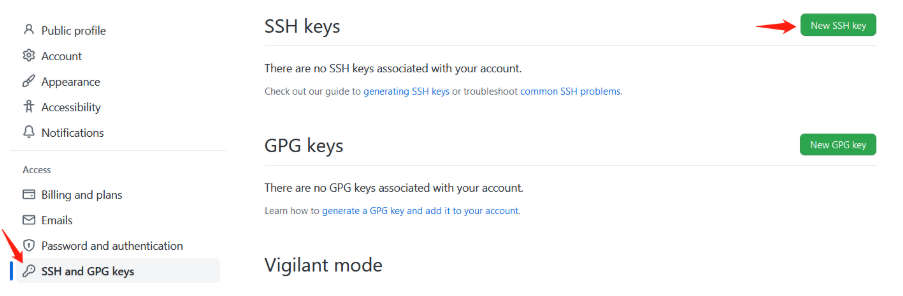 Public profile
Account
Appearance
Accessibility
Notifications
Access
Billing and plans
Emails
Password and authentication
SSH and GPG keys
SSH keys
New SSH key
There are no SSH keys associated with your account.
Check out our guide to generating SSH keys or troubleshoot common SSH problems.
GPG keys
New GPG key
There are no GPG keys associated with your account.
Learn how to generate a GPG key and add it to your account.
Vigilant mode